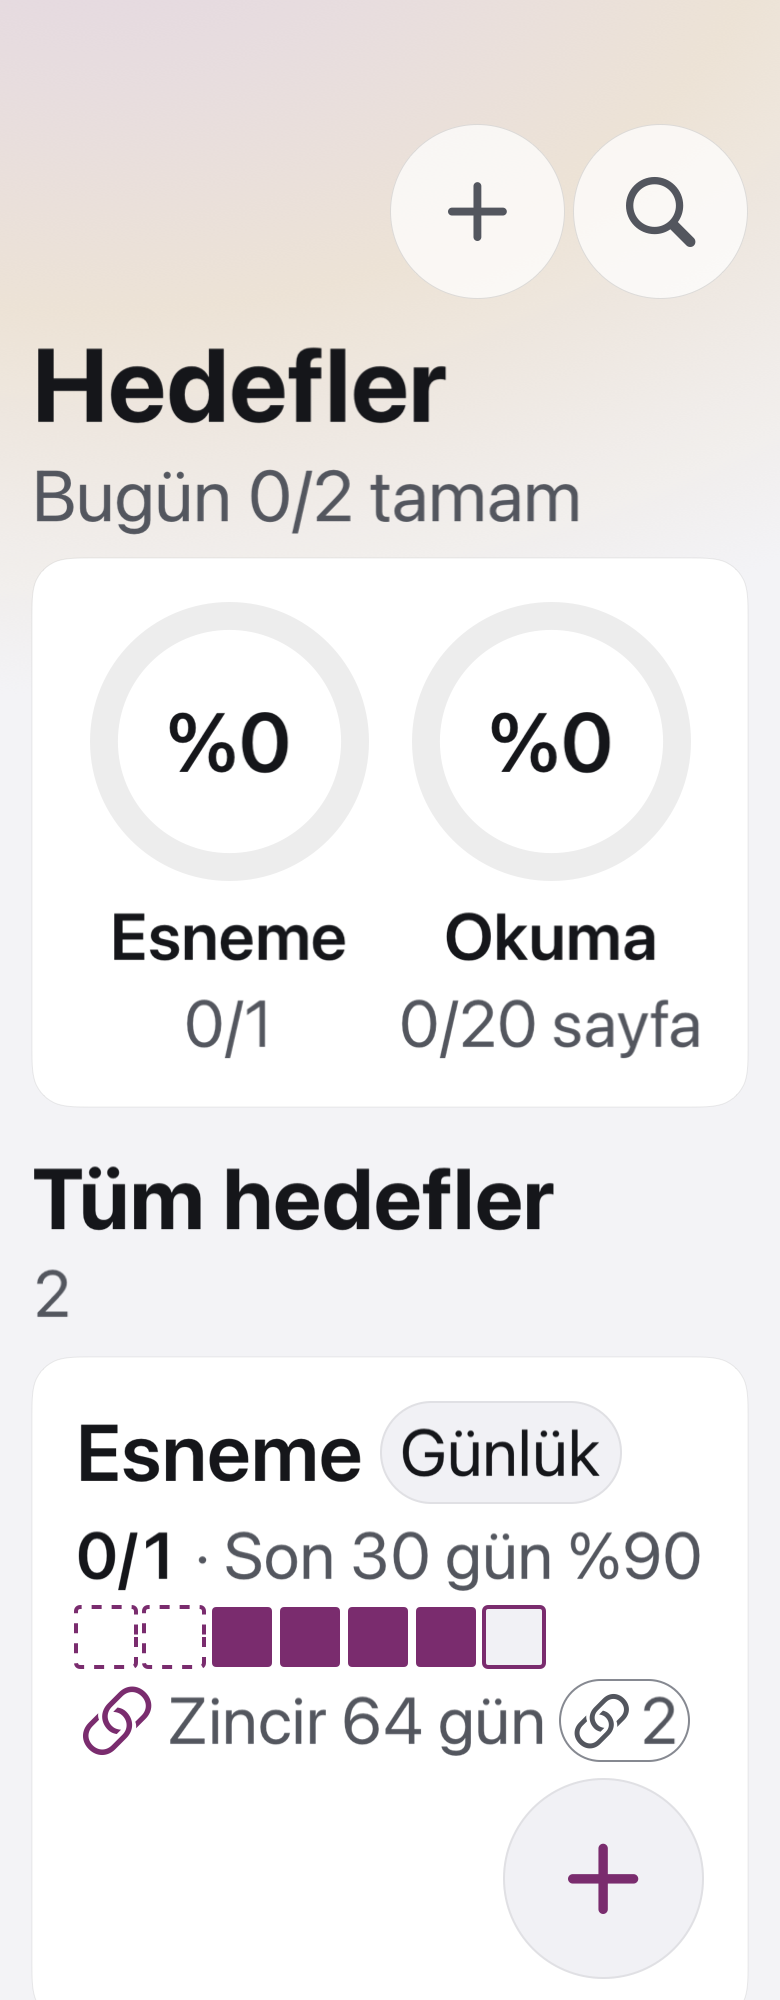 Hedefler
Bugün 0/2 tamam
%0 %0
Esneme Okuma
0/1 0/20 sayfa
Tüm hedefler
2
Esneme Günlük
0/1 · Son 30 gün %90
Zincir 64 gün 2